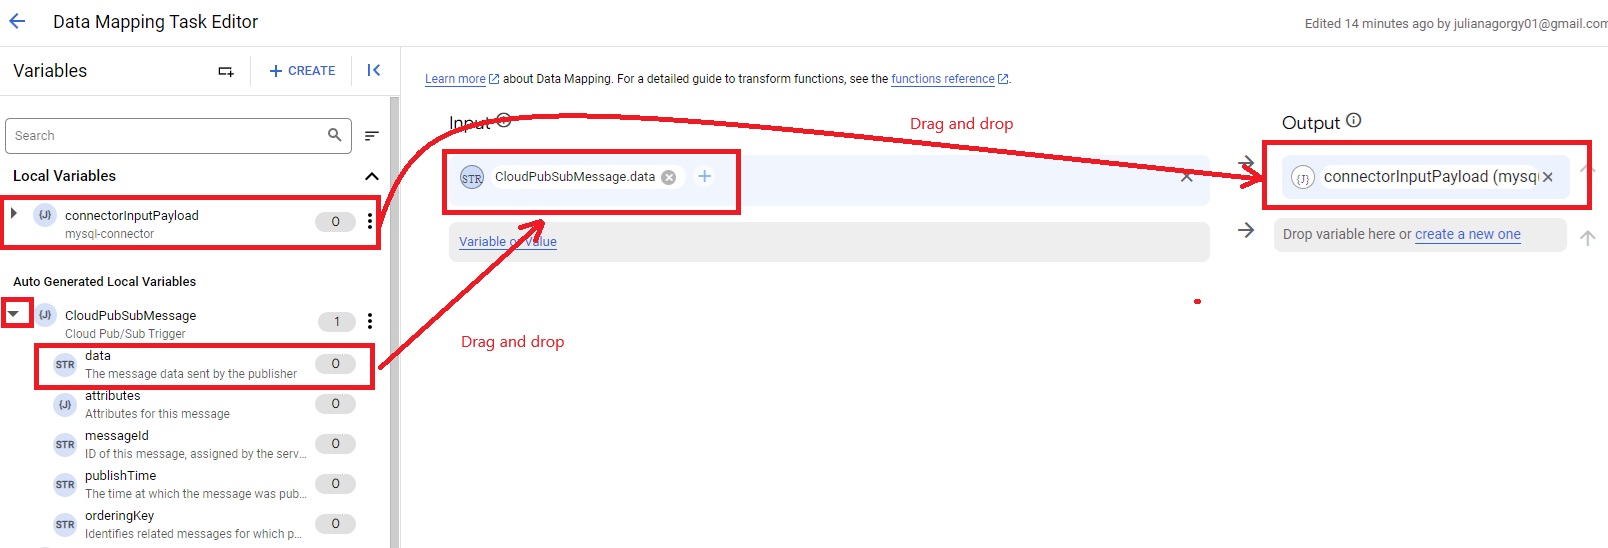 Data Mapping Task Editor
Edited 14 minutes ago by julianagorgy01@gmail.com
Variables
CREATE
Learn more about Data Mapping. For a detailed guide to transform functions, see the functions reference.
Search
Input
Drag and drop
Output
Local Variables
STR CloudPubSubMessage.data
{J} connectorInputPayload (mysql
{J} connectorInputPayload 0
mysql-connector
Variable or value
Drop variable here or create a new one
Auto Generated Local Variables
{J} CloudPubSubMessage 1
Cloud Pub/Sub Trigger
Drag and drop
STR data 0
The message data sent by the publisher
{J} attributes 0
Attributes for this message
STR messageId 0
ID of this message, assigned by the serv...
STR publishTime 0
The time at which the message was pub...
STR orderingKey 0
Identifies related messages for which p...